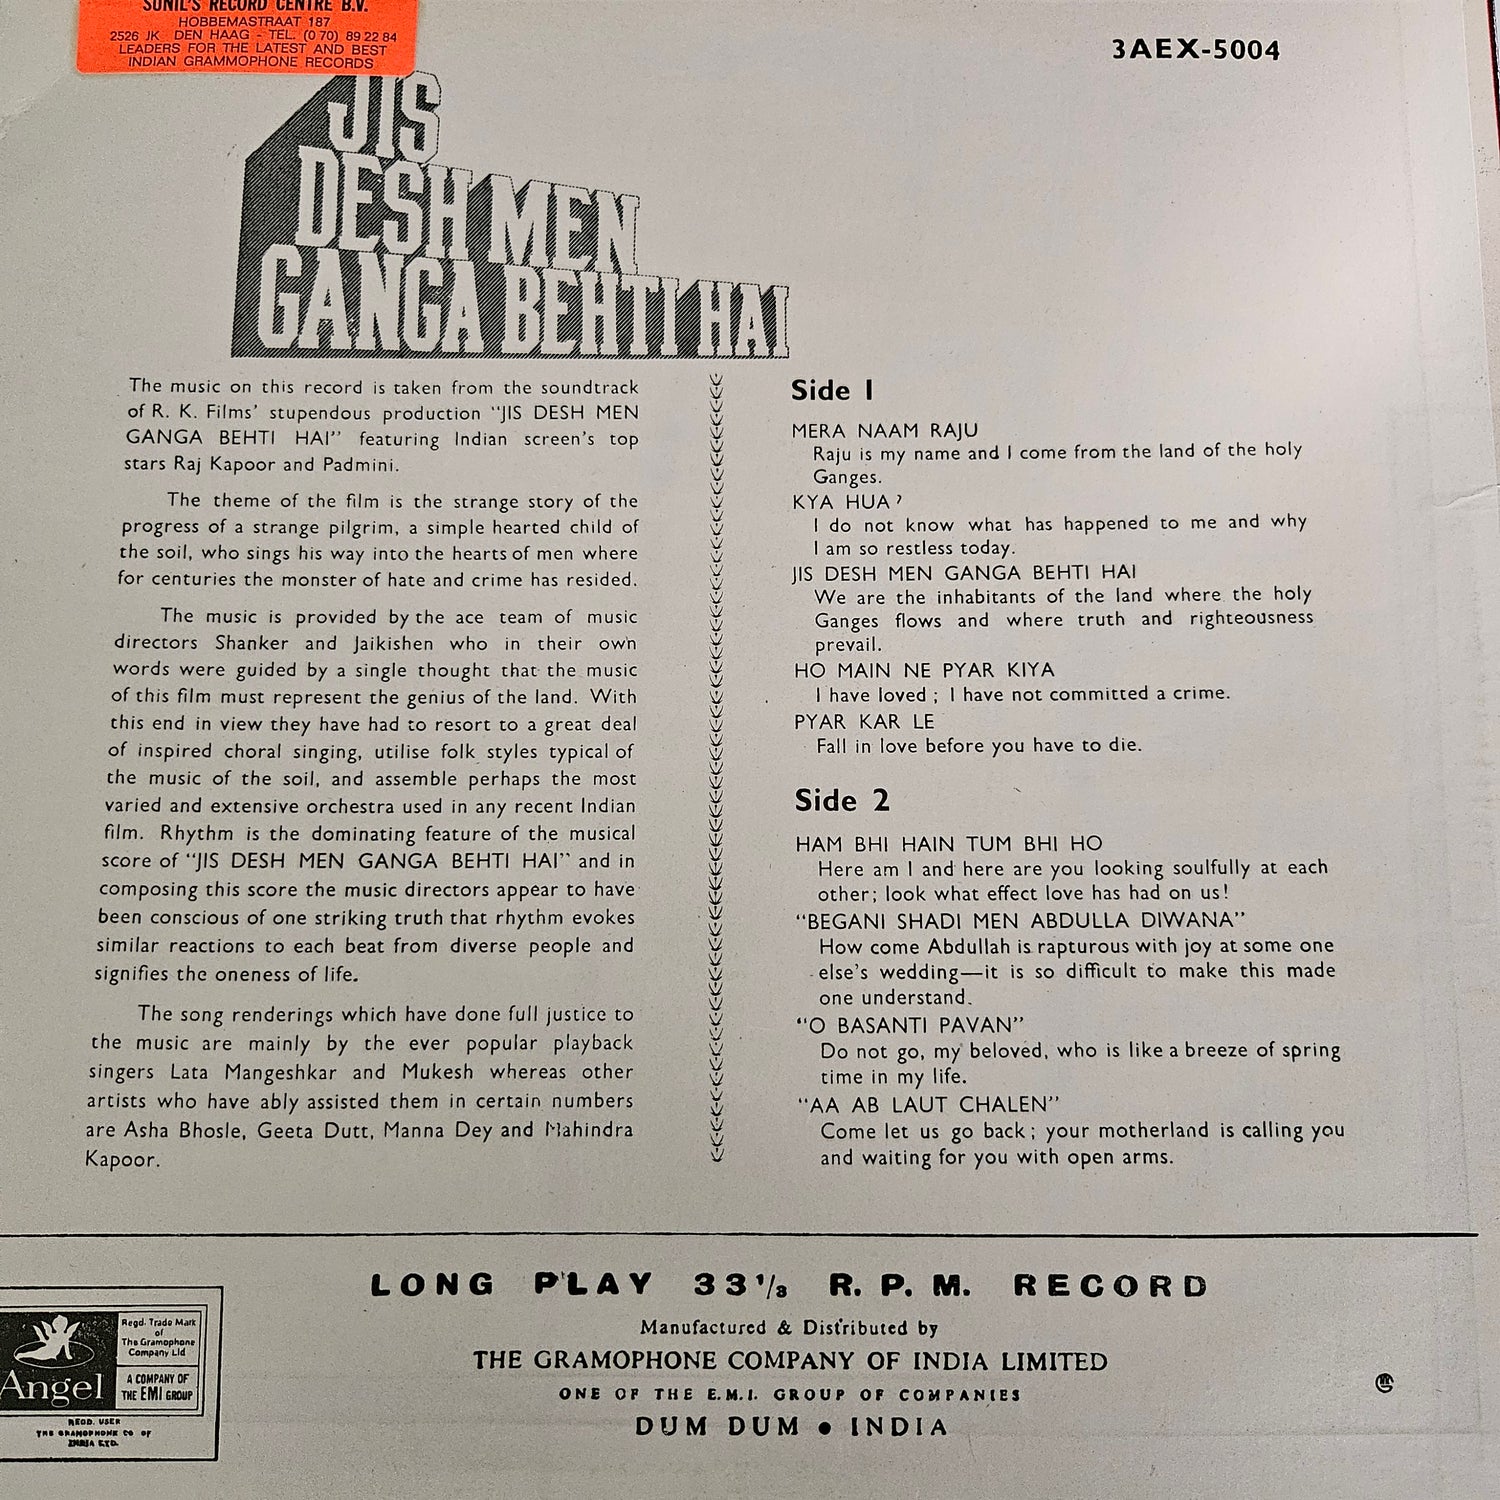 SUNIL'S RECORD CENTRE B.V.
HOBBEMASTRAAT 187
2526 JK DEN HAAG - TEL. (0 70) 89 22 84
LEADERS FOR THE LATEST AND BEST
INDIAN GRAMMOPHONE RECORDS
3AEX-5004
JIS
DESH MEN
GANGA BEHTI HAI
The music on this record is taken from the soundtrack
of R. K. Films' stupendous production "JIS DESH MEN
GANGA BEHTI HAI" featuring Indian screen's top
stars Raj Kapoor and Padmini.
The theme of the film is the strange story of the
progress of a strange pilgrim, a simple hearted child of
the soil, who sings his way into the hearts of men where
for centuries the monster of hate and crime has resided.
The music is provided by the ace team of music
directors Shanker and Jaikishen who in their own
words were guided by a single thought that the music
of this film must represent the genius of the land. With
this end in view they have had to resort to a great deal
of inspired choral singing, utilise folk styles typical of
the music of the soil, and assemble perhaps the most
varied and extensive orchestra used in any recent Indian
film. Rhythm is the dominating feature of the musical
score of "JIS DESH MEN GANGA BEHTI HAI" and in
composing this score the music directors appear to have
been conscious of one striking truth that rhythm evokes
similar reactions to each beat from diverse people and
signifies the oneness of life.
The song renderings which have done full justice to
the music are mainly by the ever popular playback
singers Lata Mangeshkar and Mukesh whereas other
artists who have ably assisted them in certain numbers
are Asha Bhosle, Geeta Dutt, Manna Dey and Mahindra
Kapoor.
Side 1
MERA NAAM RAJU
Raju is my name and I come from the land of the holy
Ganges.
KYA HUA ?
I do not know what has happened to me and why
I am so restless today.
JIS DESH MEN GANGA BEHTI HAI
We are the inhabitants of the land where the holy
Ganges flows and where truth and righteousness
prevail.
HO MAIN NE PYAR KIYA
I have loved ; I have not committed a crime.
PYAR KAR LE
Fall in love before you have to die.
Side 2
HAM BHI HAIN TUM BHI HO
Here am I and here are you looking soulfully at each
other; look what effect love has had on us!
"BEGANI SHADI MEN ABDULLA DIWANA"
How come Abdullah is rapturous with joy at some one
else's wedding—it is so difficult to make this made
one understand.
"O BASANTI PAVAN"
Do not go, my beloved, who is like a breeze of spring
time in my life.
"AA AB LAUT CHALEN"
Come let us go back ; your motherland is calling you
and waiting for you with open arms.
LONG PLAY 33 1/3 R. P. M. RECORD
Manufactured & Distributed by
THE GRAMOPHONE COMPANY OF INDIA LIMITED
ONE OF THE E.M.I. GROUP OF COMPANIES
DUM DUM • INDIA
Angel
Regd. Trade Mark
of
The Gramophone
Company Ltd
A COMPANY OF
THE EMI GROUP
REGD. USER
THE GRAMOPHONE CO OF
INDIA LTD.